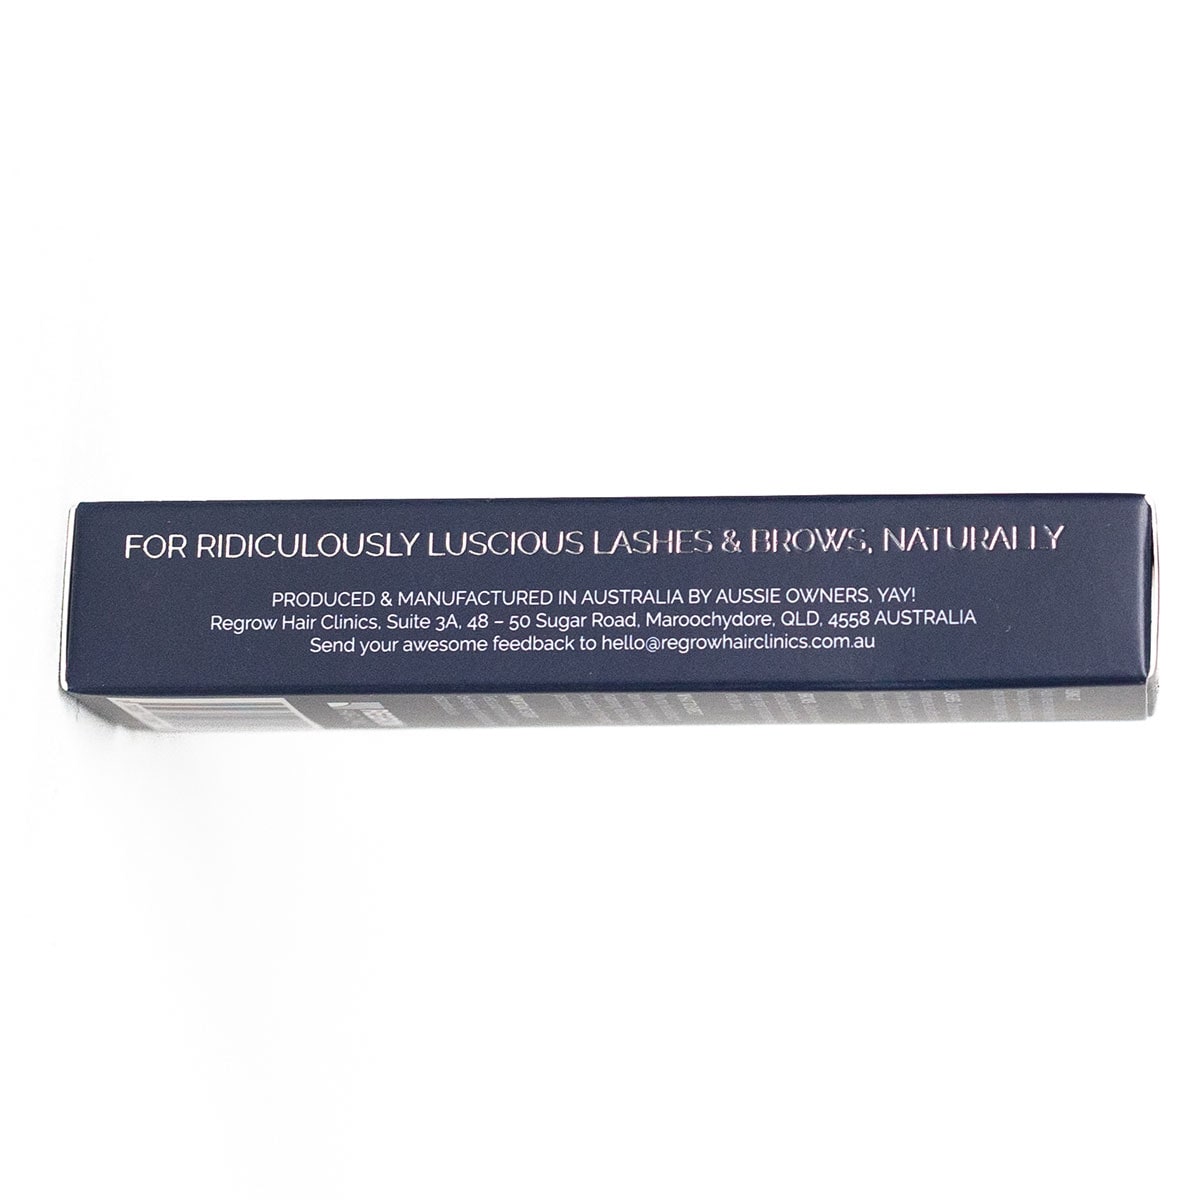 FOR RIDICULOUSLY LUSCIOUS LASHES & BROWS, NATURALLY
PRODUCED & MANUFACTURED IN AUSTRALIA BY AUSSIE OWNERS, YAY!
Regrow Hair Clinics, Suite 3A, 48 – 50 Sugar Road, Maroochydore, QLD, 4558 AUSTRALIA
Send your awesome feedback to hello@regrowhairclinics.com.au